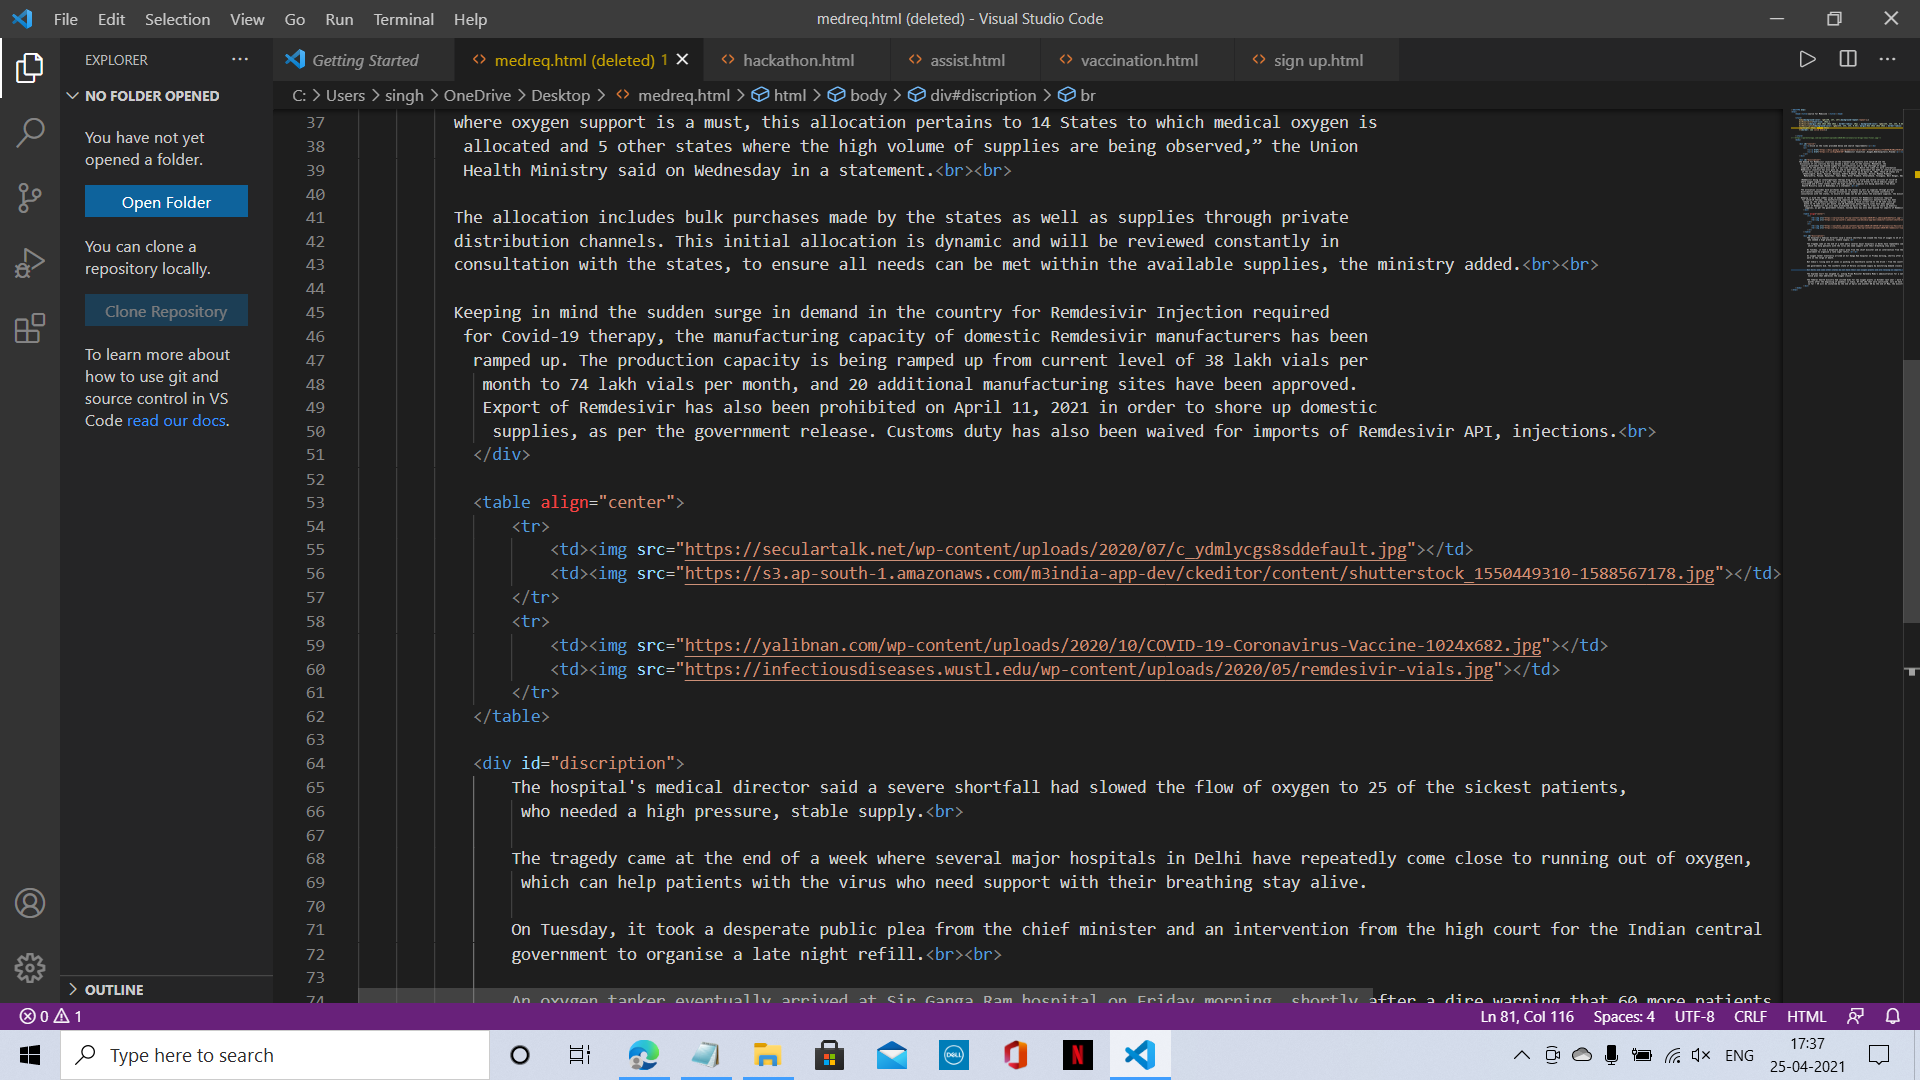 File Edit Selection View Go Run Terminal Help
medreq.html (deleted) - Visual Studio Code
EXPLORER
Getting Started
medreq.html (deleted) 1
hackathon.html
assist.html
vaccination.html
sign up.html
NO FOLDER OPENED
C: > Users > singh > OneDrive > Desktop > medreq.html > html > body > div#discription > br
You have not yet
opened a folder.
Open Folder
You can clone a
repository locally.
Clone Repository
To learn more about
how to use git and
source control in VS
Code read our docs.
OUTLINE
37 where oxygen support is a must, this allocation pertains to 14 States to which medical oxygen is
38 allocated and 5 other states where the high volume of supplies are being observed,” the Union
39 Health Ministry said on Wednesday in a statement.<br><br>
40
41 The allocation includes bulk purchases made by the states as well as supplies through private
42 distribution channels. This initial allocation is dynamic and will be reviewed constantly in
43 consultation with the states, to ensure all needs can be met within the available supplies, the ministry added.<br><br>
44
45 Keeping in mind the sudden surge in demand in the country for Remdesivir Injection required
46 for Covid-19 therapy, the manufacturing capacity of domestic Remdesivir manufacturers has been
47 ramped up. The production capacity is being ramped up from current level of 38 lakh vials per
48 month to 74 lakh vials per month, and 20 additional manufacturing sites have been approved.
49 Export of Remdesivir has also been prohibited on April 11, 2021 in order to shore up domestic
50 supplies, as per the government release. Customs duty has also been waived for imports of Remdesivir API, injections.<br>
51 </div>
52
53 <table align="center">
54 <tr>
55 <td><img src="https://seculartalk.net/wp-content/uploads/2020/07/c_ydmlycgs8sddefault.jpg"></td>
56 <td><img src="https://s3.ap-south-1.amazonaws.com/m3india-app-dev/ckeditor/content/shutterstock_1550449310-1588567178.jpg"></td>
57 </tr>
58 <tr>
59 <td><img src="https://yalibnan.com/wp-content/uploads/2020/10/COVID-19-Coronavirus-Vaccine-1024x682.jpg"></td>
60 <td><img src="https://infectiousdiseases.wustl.edu/wp-content/uploads/2020/05/remdesivir-vials.jpg"></td>
61 </tr>
62 </table>
63
64 <div id="discription">
65 The hospital's medical director said a severe shortfall had slowed the flow of oxygen to 25 of the sickest patients,
66 who needed a high pressure, stable supply.<br>
67
68 The tragedy came at the end of a week where several major hospitals in Delhi have repeatedly come close to running out of oxygen,
69 which can help patients with the virus who need support with their breathing stay alive.
70
71 On Tuesday, it took a desperate public plea from the chief minister and an intervention from the high court for the Indian central
72 government to organise a late night refill.<br><br>
73
74 An oxygen tanker eventually arrived at Sir Ganga Ram hospital on Friday morning, shortly after a dire warning that 60 more patients
0 1
Ln 81, Col 116 Spaces: 4 UTF-8 CRLF HTML
Type here to search
DELL
N
ENG
17:37
25-04-2021